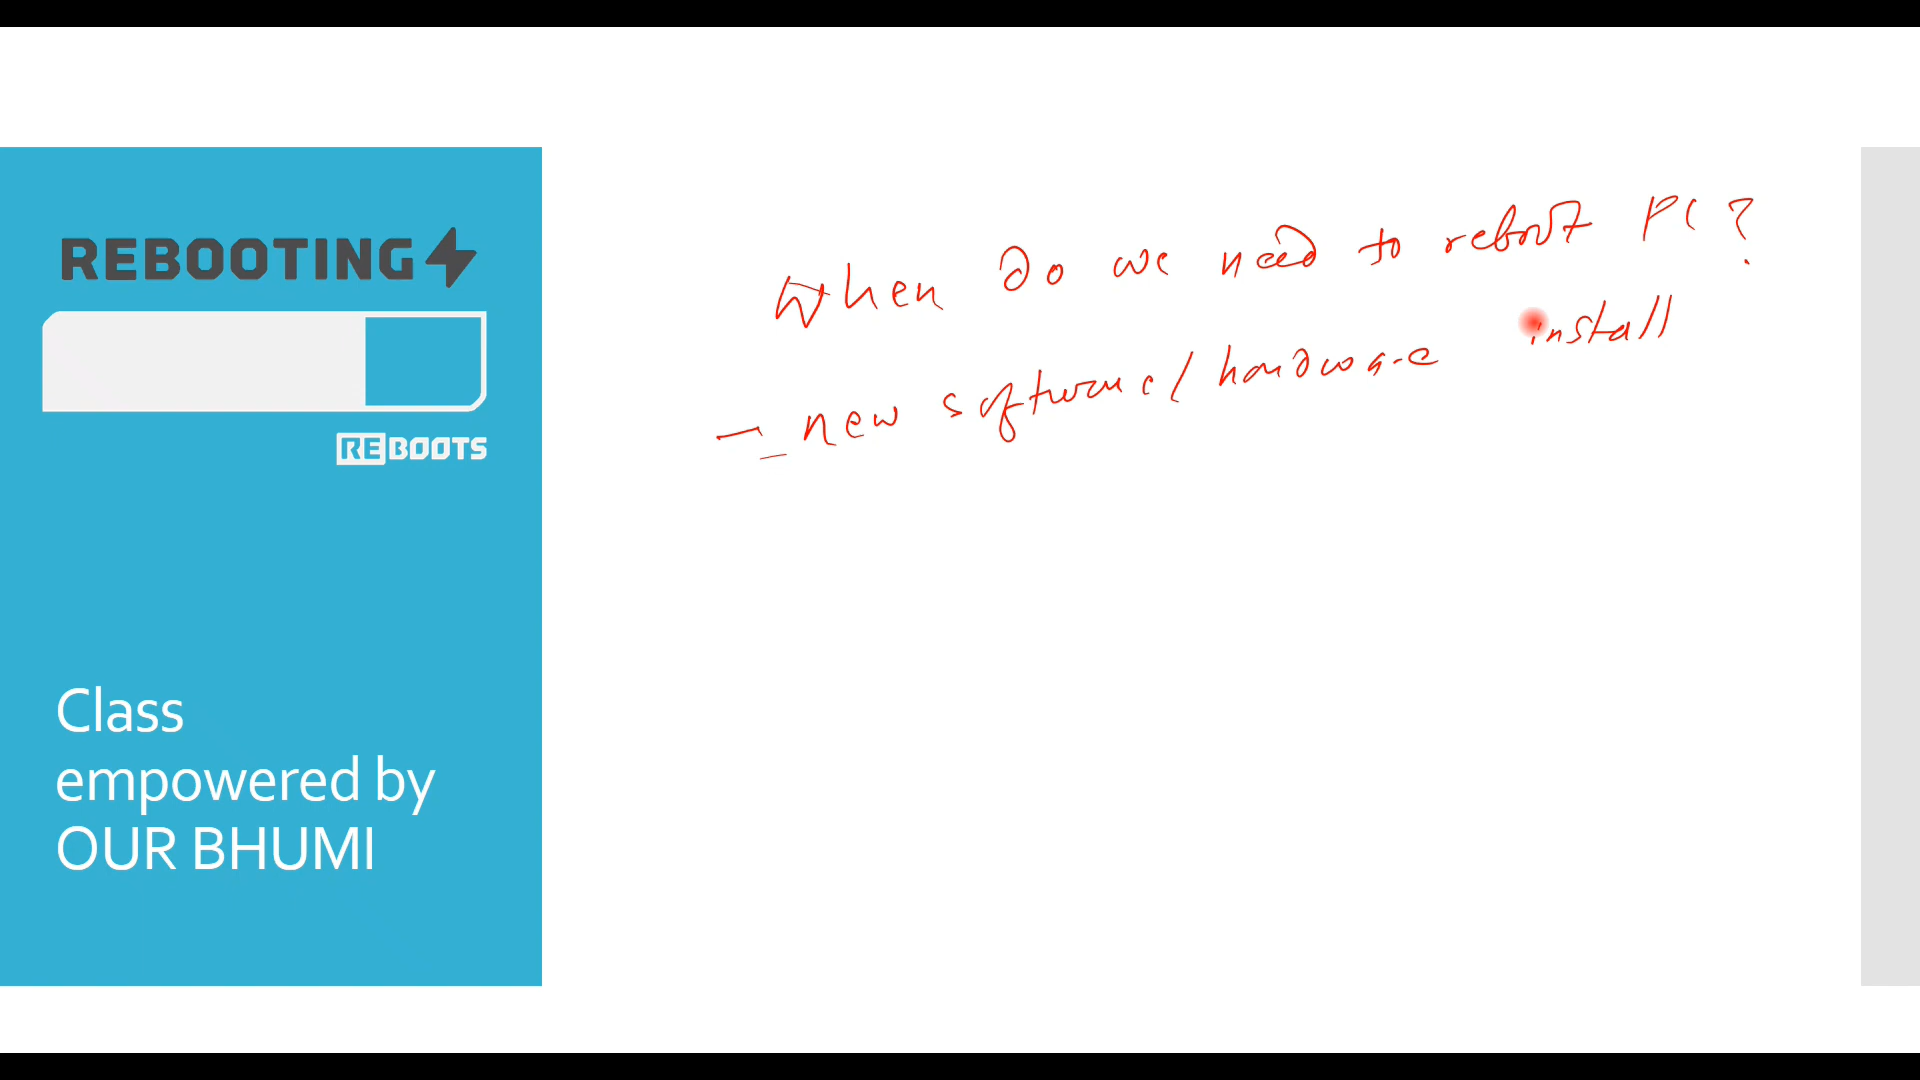 REBOOTING
REBOOTS
Class
empowered by
OUR BHUMI
When do we need to reboot PC?
- new software/hardware install